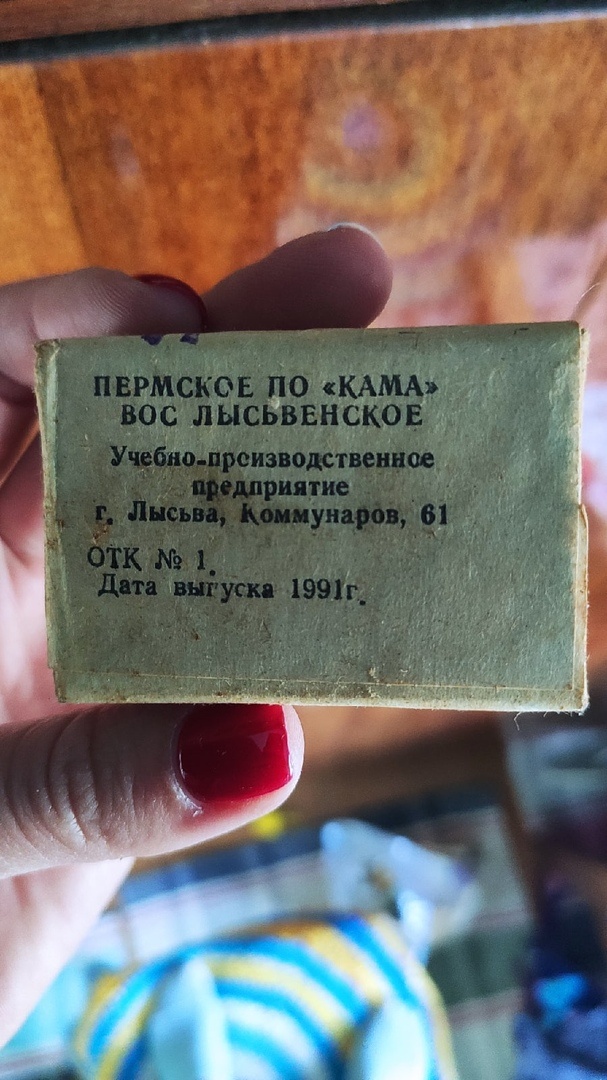 ПЕРМСКОЕ ПО «КАМА»
ВОС ЛЫСЬВЕНСКОЕ
Учебно-производственное
предприятие
г. Лысьва, Коммунаров, 61
ОТК № 1.
Дата выпуска 1991г.